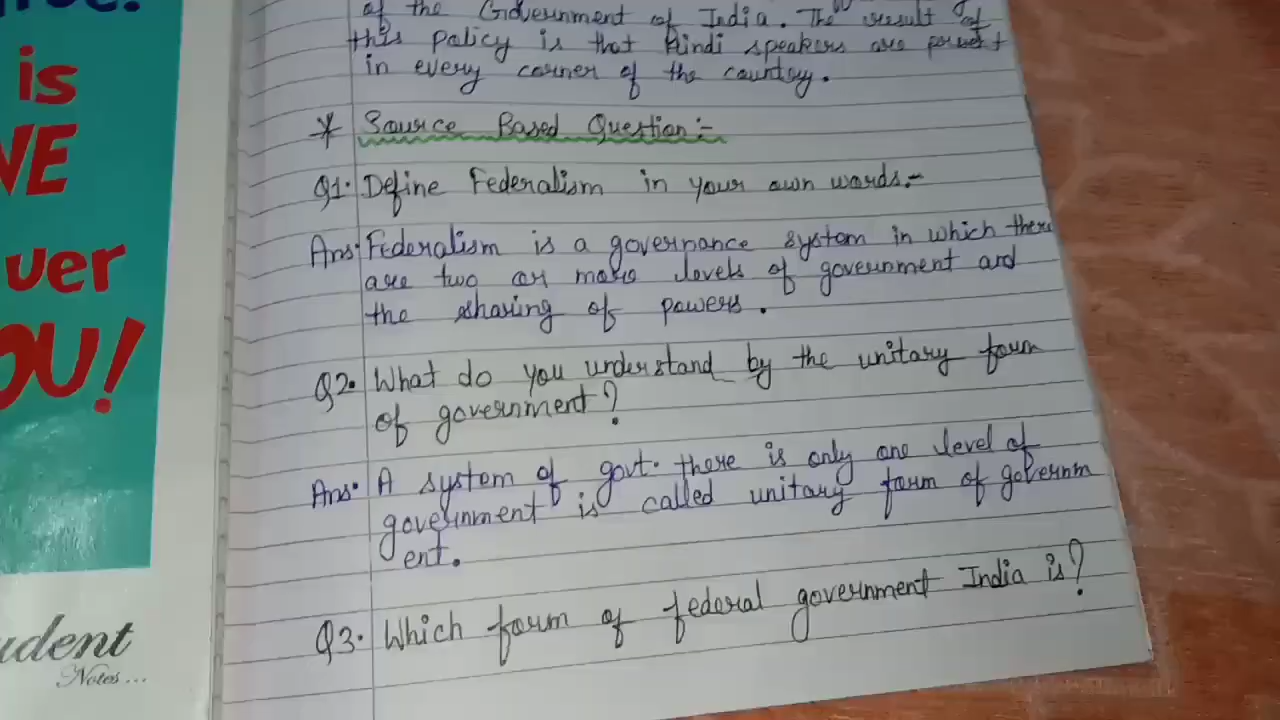 is
uer
OU!
udent
Notes...
of the Government of India. The result of
this policy is that Hindi speakers are present
in every corner of the country.
* Source Based Question:-
Q1. Define Federalism in your own words.-
Ans. Federalism is a governance system in which there
are two or more levels of government and
the sharing of powers.
Q2. What do you understand by the unitary form
of government?
Ans. A system of govt. there is only one level of
government is called unitary form of governm
ent.
Q3. Which form of federal government India is?